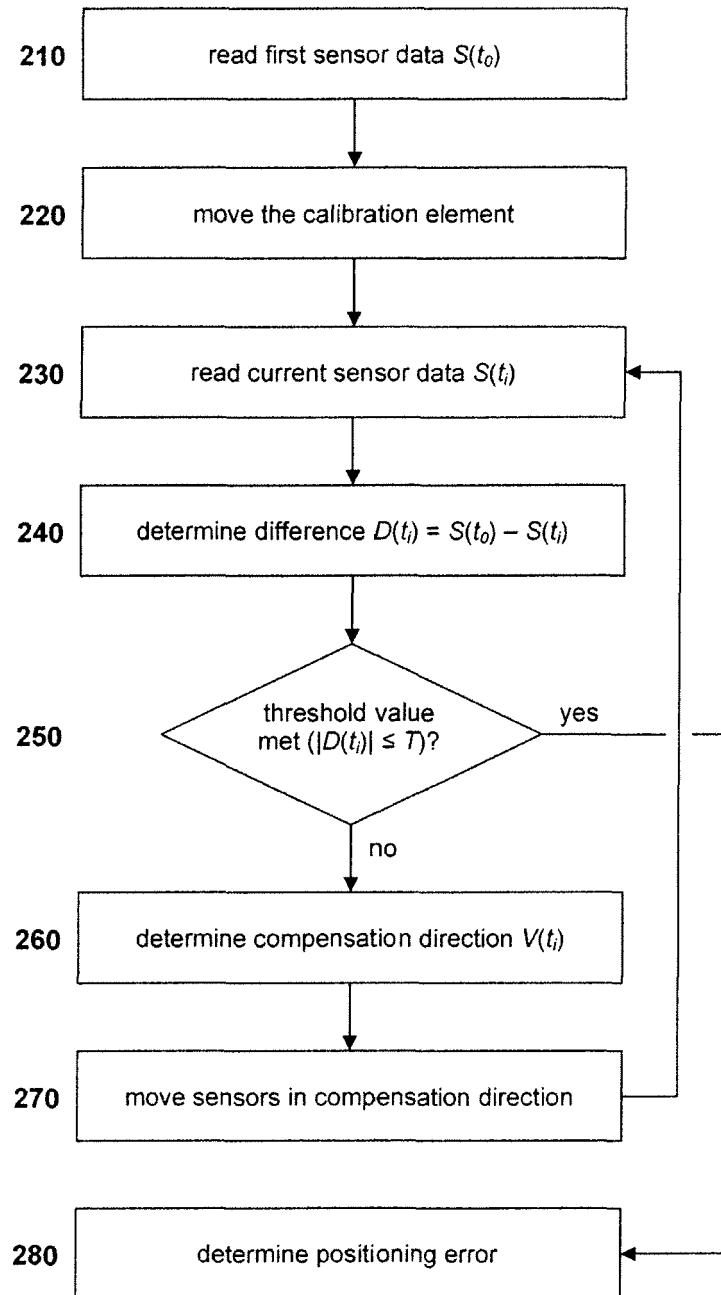 210 read first sensor data S(t₀)
220 move the calibration element
230 read current sensor data S(tᵢ)
240 determine difference D(tᵢ) = S(t₀) – S(tᵢ)
250 threshold value
met (|D(tᵢ)| ≤ T)?
yes
no
260 determine compensation direction V(tᵢ)
270 move sensors in compensation direction
280 determine positioning error